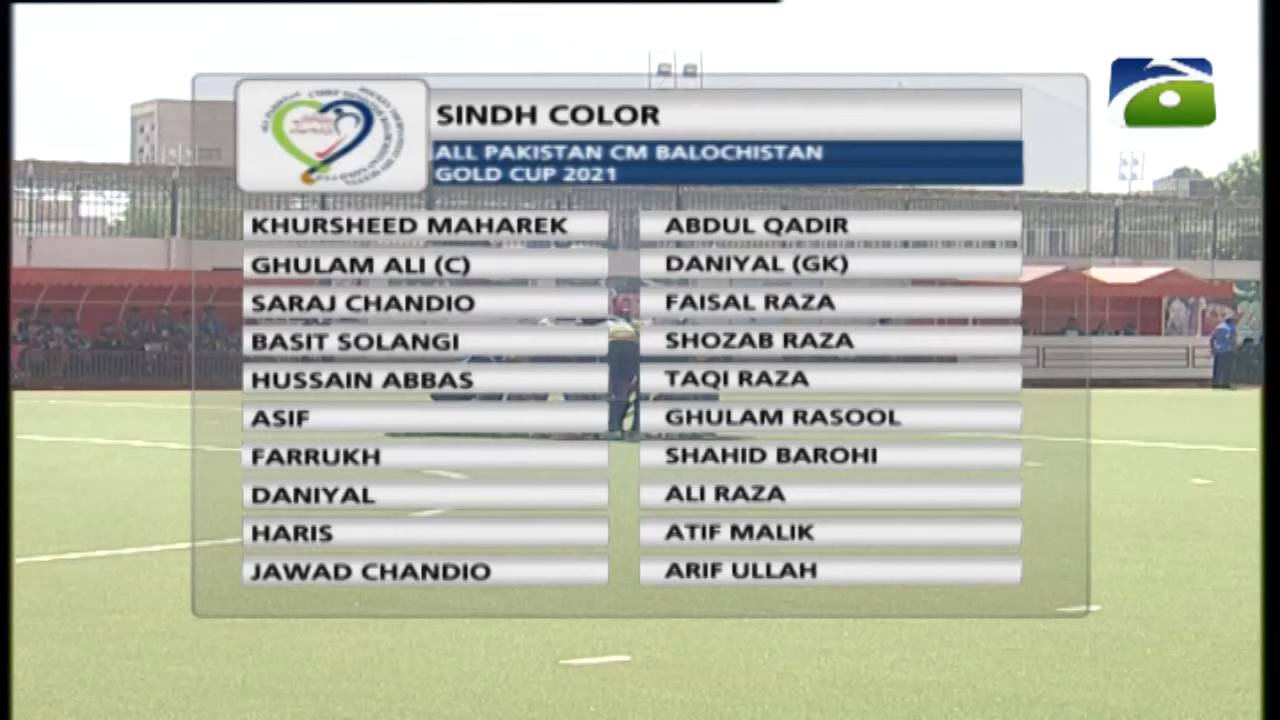 SINDH COLOR
ALL PAKISTAN CM BALOCHISTAN
GOLD CUP 2021
KHURSHEED MAHAREK
GHULAM ALI (C)
SARAJ CHANDIO
BASIT SOLANGI
HUSSAIN ABBAS
ASIF
FARRUKH
DANIYAL
HARIS
JAWAD CHANDIO
ABDUL QADIR
DANIYAL (GK)
FAISAL RAZA
SHOZAB RAZA
TAQI RAZA
GHULAM RASOOL
SHAHID BAROHI
ALI RAZA
ATIF MALIK
ARIF ULLAH